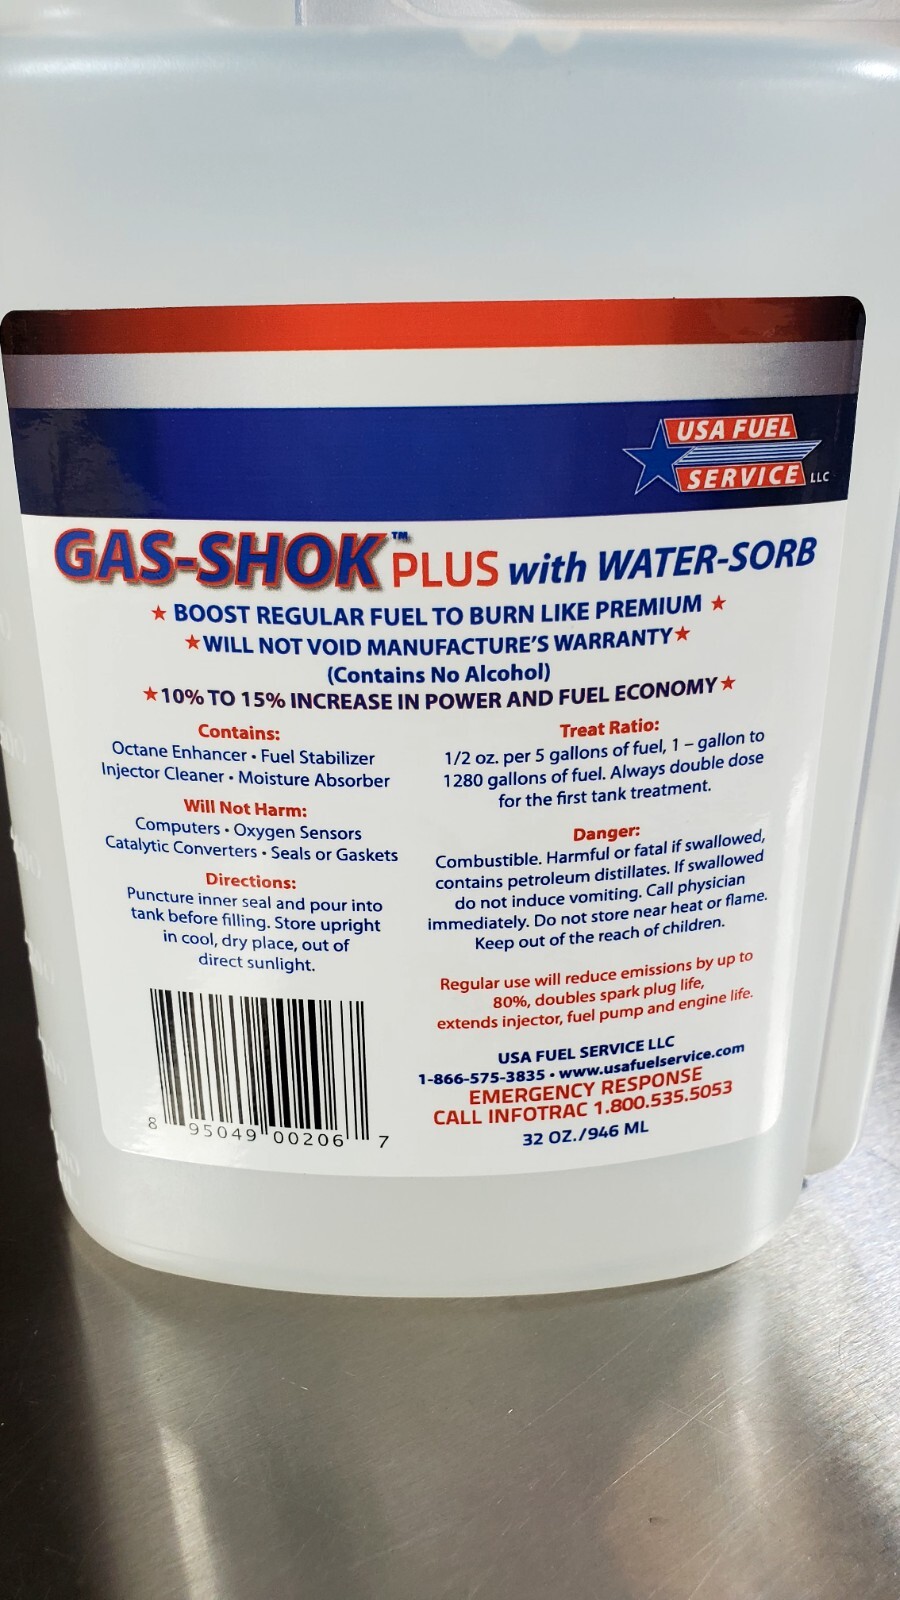 USA FUEL
SERVICE LLC
GAS-SHOK™ PLUS with WATER-SORB
★ BOOST REGULAR FUEL TO BURN LIKE PREMIUM ★
★WILL NOT VOID MANUFACTURE'S WARRANTY★
(Contains No Alcohol)
★10% TO 15% INCREASE IN POWER AND FUEL ECONOMY★
Contains:
Octane Enhancer • Fuel Stabilizer
Injector Cleaner • Moisture Absorber
Will Not Harm:
Computers • Oxygen Sensors
Catalytic Converters • Seals or Gaskets
Directions:
Puncture inner seal and pour into
tank before filling. Store upright
in cool, dry place, out of
direct sunlight.
8 95049 00206 7
Treat Ratio:
1/2 oz. per 5 gallons of fuel, 1 – gallon to
1280 gallons of fuel. Always double dose
for the first tank treatment.
Danger:
Combustible. Harmful or fatal if swallowed,
contains petroleum distillates. If swallowed
do not induce vomiting. Call physician
immediately. Do not store near heat or flame.
Keep out of the reach of children.
Regular use will reduce emissions by up to
80%, doubles spark plug life,
extends injector, fuel pump and engine life.
USA FUEL SERVICE LLC
1-866-575-3835 • www.usafuelservice.com
EMERGENCY RESPONSE
CALL INFOTRAC 1.800.535.5053
32 OZ./946 ML